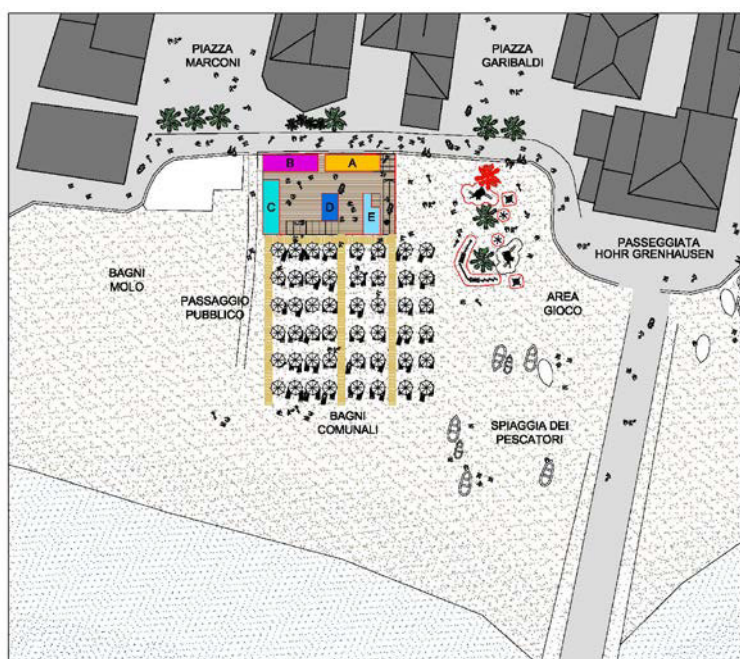 PIAZZA
MARCONI
PIAZZA
GARIBALDI
B
A
C
D
E
PASSEGGIATA
HOHR GRENHAUSEN
BAGNI
MOLO
PASSAGGIO
PUBBLICO
AREA
GIOCO
BAGNI
COMUNALI
SPIAGGIA DEI
PESCATORI